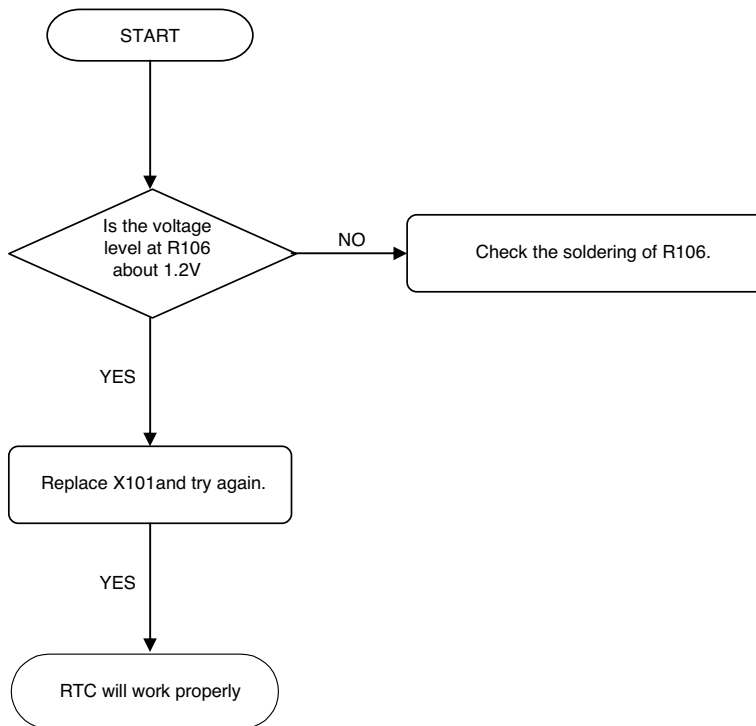 START
Is the voltage
level at R106
about 1.2V
NO
Check the soldering of R106.
YES
Replace X101and try again.
YES
RTC will work properly